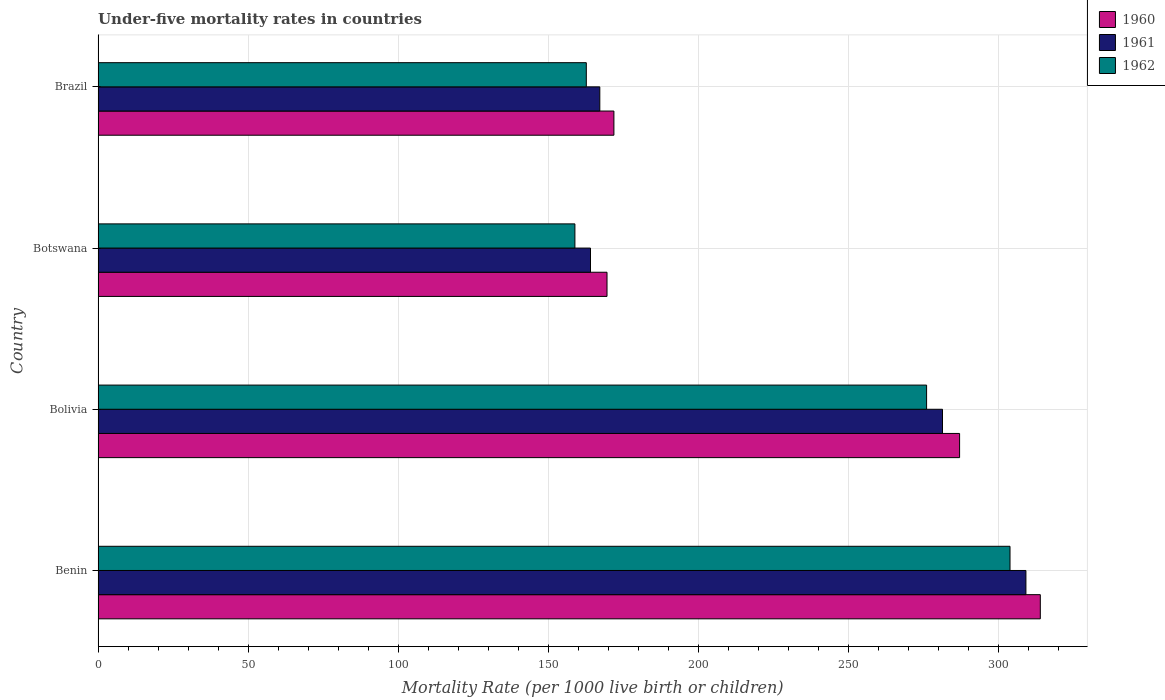 Under-five mortality rates in countries
1960
1961
1962
Brazil
Botswana
Bolivia
Benin
Country
0
50
100
150
200
250
300
Mortality Rate (per 1000 live birth or children)